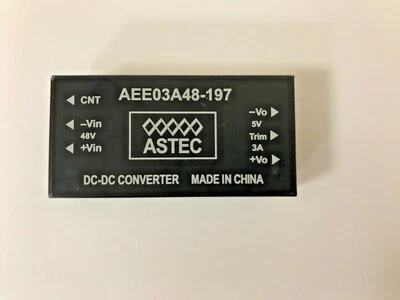 AEE03A48-197
◄ CNT
◄ –Vin
48V
◄ +Vin
ASTEC
–Vo ►
5V
Trim ►
3A
+Vo ►
DC-DC CONVERTER MADE IN CHINA